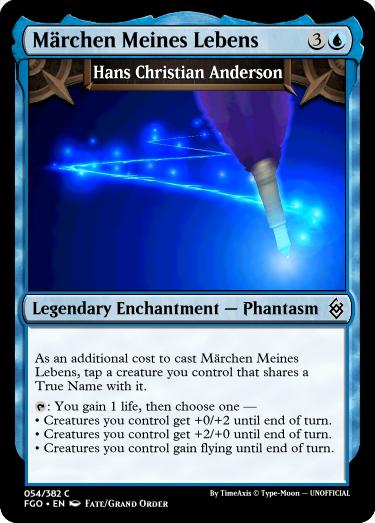 Märchen Meines Lebens 3
Hans Christian Anderson
Legendary Enchantment — Phantasm
As an additional cost to cast Märchen Meines
Lebens, tap a creature you control that shares a
True Name with it.
: You gain 1 life, then choose one —
• Creatures you control get +0/+2 until end of turn.
• Creatures you control get +2/+0 until end of turn.
• Creatures you control gain flying until end of turn.
054/382 C
FGO • EN Fate/Grand Order
By TimeAxis © Type-Moon — UNOFFICIAL